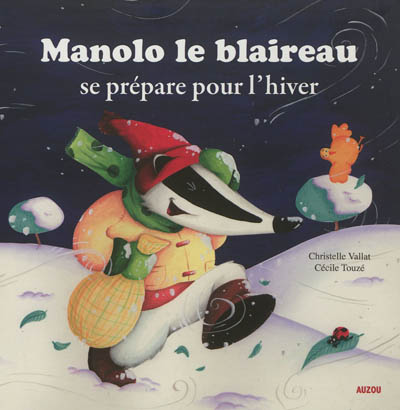 Manolo le blaireau
se prépare pour l'hiver
Christelle Vallat
Cécile Touzé
AUZOU